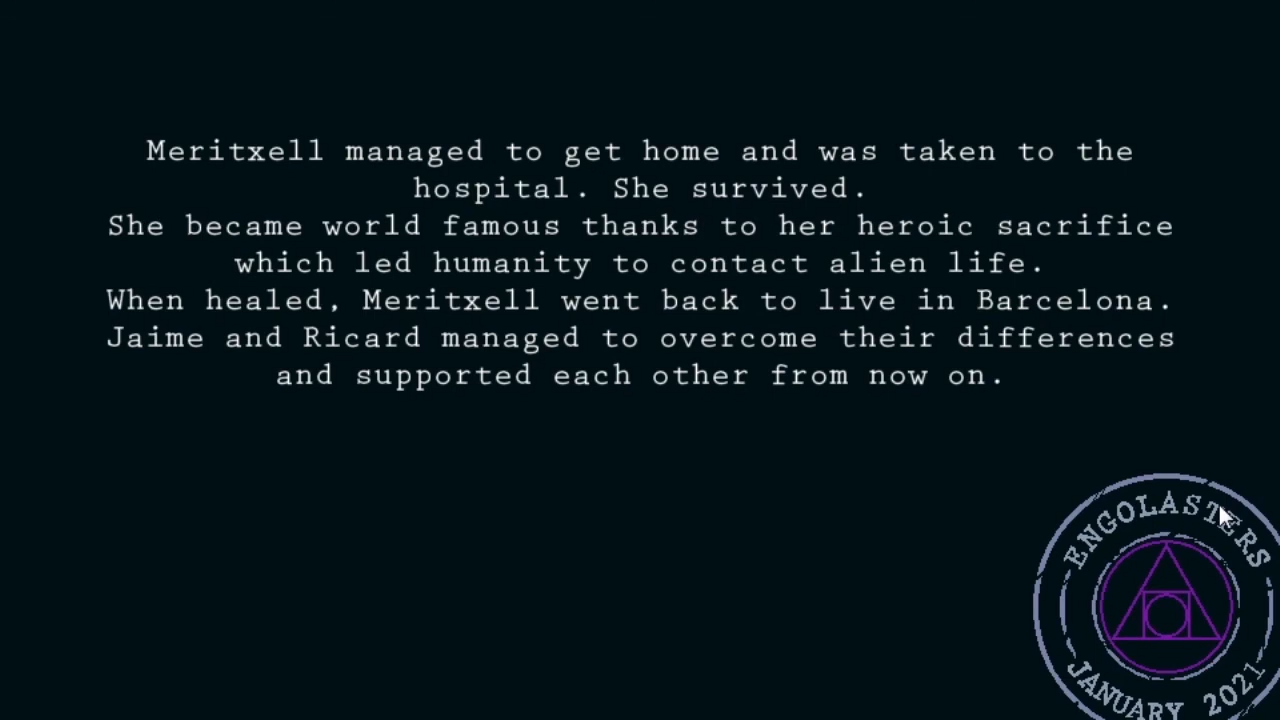 Meritxell managed to get home and was taken to the
hospital. She survived.
She became world famous thanks to her heroic sacrifice
which led humanity to contact alien life.
When healed, Meritxell went back to live in Barcelona.
Jaime and Ricard managed to overcome their differences
and supported each other from now on.
ENGOLASTERS
JANUARY 2021